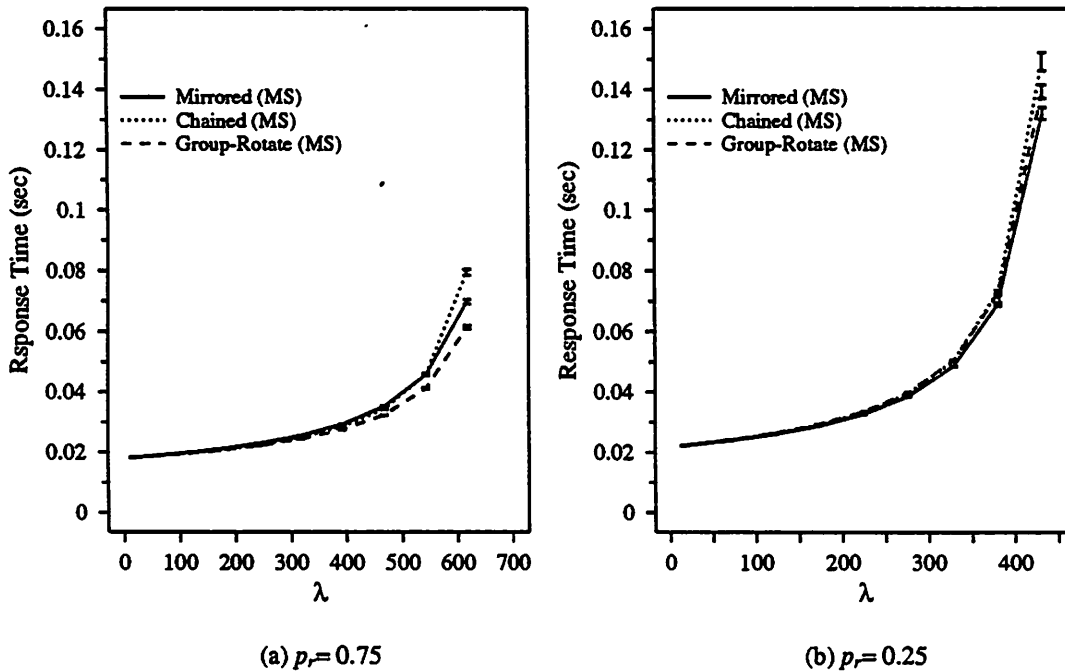 0.16
0.14
0.12
0.1
0.08
0.06
0.04
0.02
0
Rsponse Time (sec)
Mirrored (MS)
Chained (MS)
Group-Rotate (MS)
0 100 200 300 400 500 600 700
λ
(a) pr= 0.75
0.16
0.14
0.12
0.1
0.08
0.06
0.04
0.02
0
Response Time (sec)
Mirrored (MS)
Chained (MS)
Group-Rotate (MS)
0 100 200 300 400
λ
(b) pr= 0.25